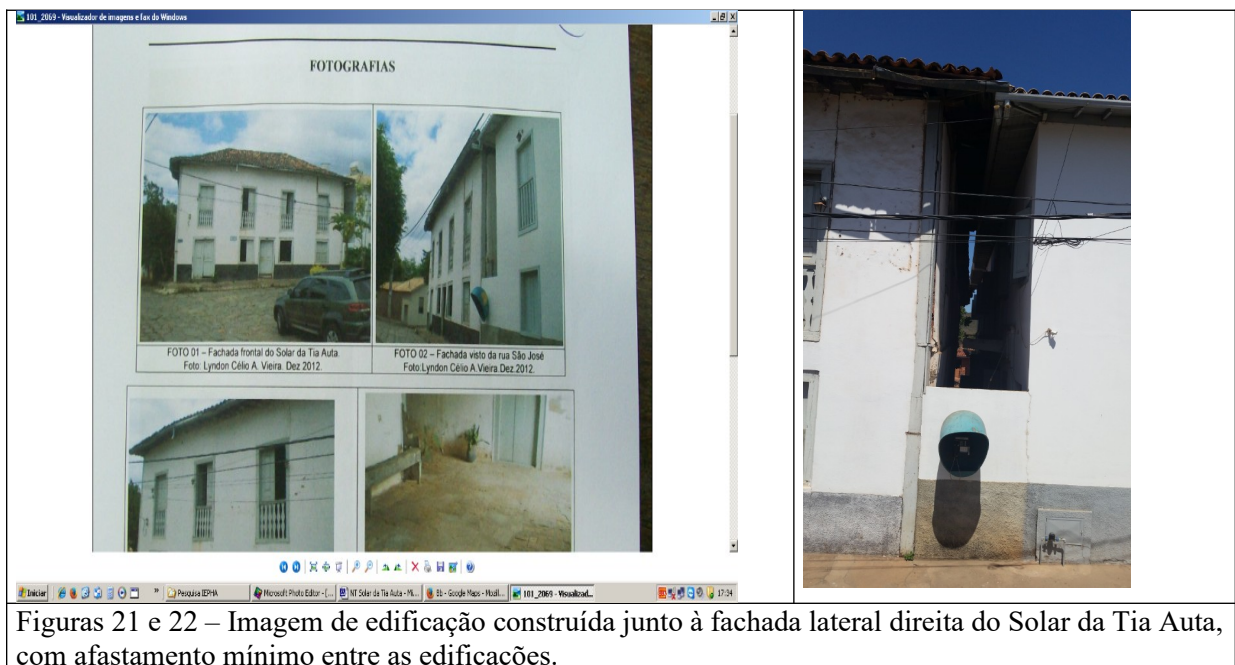 101_2069 - Visualizador de imagens e fax do Windows
FOTOGRAFIAS
FOTO 01 – Fachada frontal do Solar da Tia Auta.
Foto: Lyndon Célio A. Vieira. Dez 2012.
FOTO 02 – Fachada visto da rua São José
Foto:Lyndon Célio A.Vieira.Dez.2012.
Iniciar
Pesquisa IEPHA
Microsoft Photo Editor - [...
NT Solar da Tia Auta - Mi...
Bb - Google Maps - Mozil...
101_2069 - Visualizad...
17:34
Figuras 21 e 22 – Imagem de edificação construída junto à fachada lateral direita do Solar da Tia Auta,
com afastamento mínimo entre as edificações.